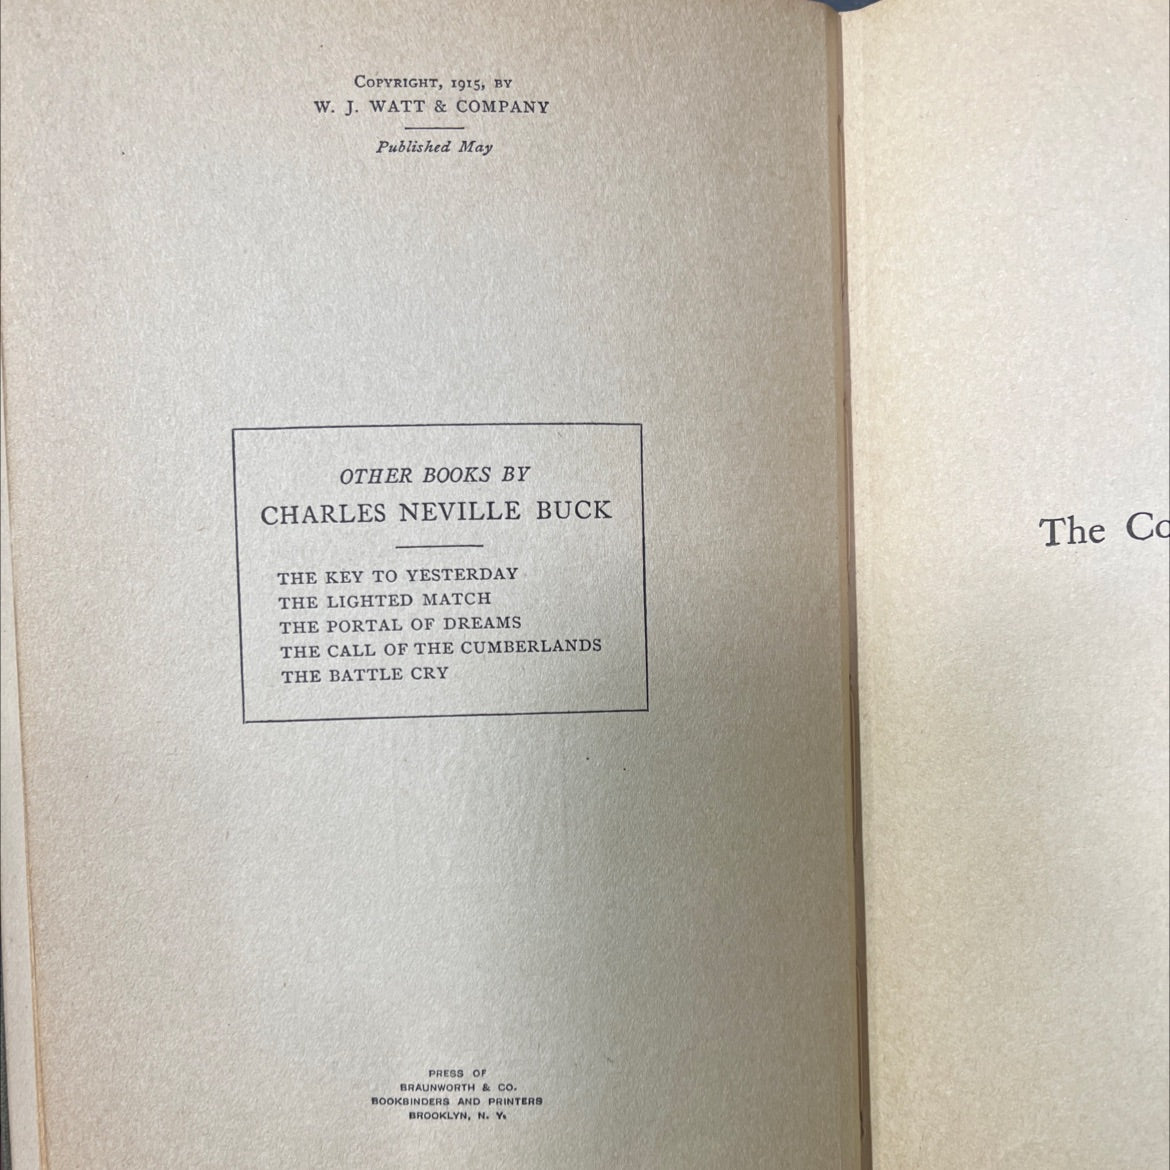 Copyright, 1915, by
W. J. WATT & COMPANY
Published May
OTHER BOOKS BY
CHARLES NEVILLE BUCK
THE KEY TO YESTERDAY
THE LIGHTED MATCH
THE PORTAL OF DREAMS
THE CALL OF THE CUMBERLANDS
THE BATTLE CRY
PRESS OF
BRAUNWORTH & CO.
BOOKBINDERS AND PRINTERS
BROOKLYN, N. Y.
The Co